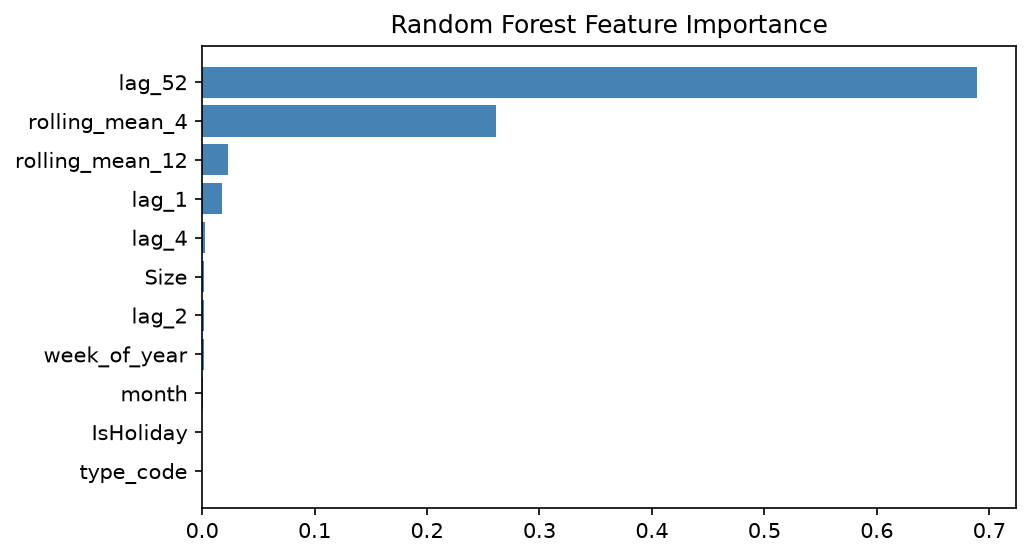 Random Forest Feature Importance
lag_52
rolling_mean_4
rolling_mean_12
lag_1
lag_4
Size
lag_2
week_of_year
month
IsHoliday
type_code
0.0 0.1 0.2 0.3 0.4 0.5 0.6 0.7